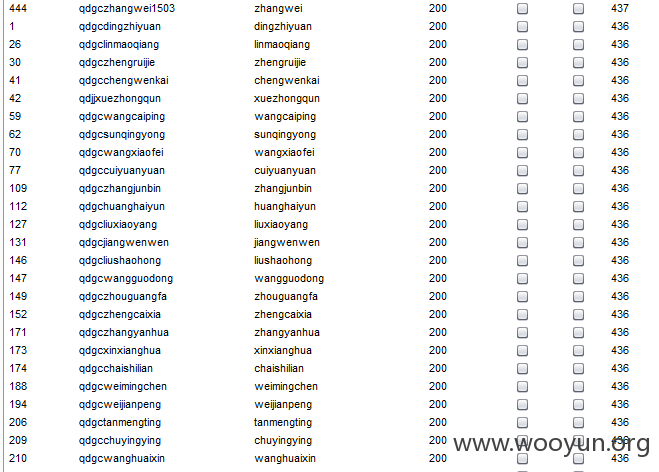 444 qdgczhangwei1503 zhangwei 200 437
1 qdgcdingzhiyuan dingzhiyuan 200 436
26 qdgclinmaoqiang linmaoqiang 200 436
30 qdgczhengruijie zhengruijie 200 436
41 qdgcchengwenkai chengwenkai 200 436
42 qdjjxuezhongqun xuezhongqun 200 436
59 qdgcwangcaiping wangcaiping 200 436
62 qdgcsunqingyong sunqingyong 200 436
70 qdgcwangxiaofei wangxiaofei 200 436
77 qdgccuiyuanyuan cuiyuanyuan 200 436
109 qdgczhangjunbin zhangjunbin 200 436
112 qdgchuanghaiyun huanghaiyun 200 436
127 qdgcliuxiaoyang liuxiaoyang 200 436
131 qdgcjiangwenwen jiangwenwen 200 436
146 qdgcliushaohong liushaohong 200 436
147 qdgcwangguodong wangguodong 200 436
149 qdgczhouguangfa zhouguangfa 200 436
152 qdgczhengcaixia zhengcaixia 200 436
171 qdgczhangyanhua zhangyanhua 200 436
173 qdgcxinxianghua xinxianghua 200 436
174 qdgcchaishilian chaishilian 200 436
188 qdgcweimingchen weimingchen 200 436
194 qdgcweijianpeng weijianpeng 200 436
206 qdgctanmengting tanmengting 200 436
209 qdgcchuyingying chuyingying 200 436
www.wooyun.org
210 qdgcwanghuaixin wanghuaixin 200 436